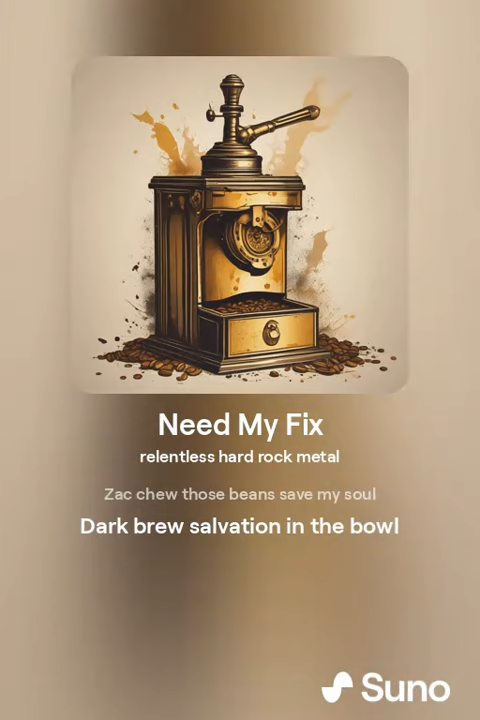 Need My Fix
relentless hard rock metal
Zac chew those beans save my soul
Dark brew salvation in the bowl
Suno